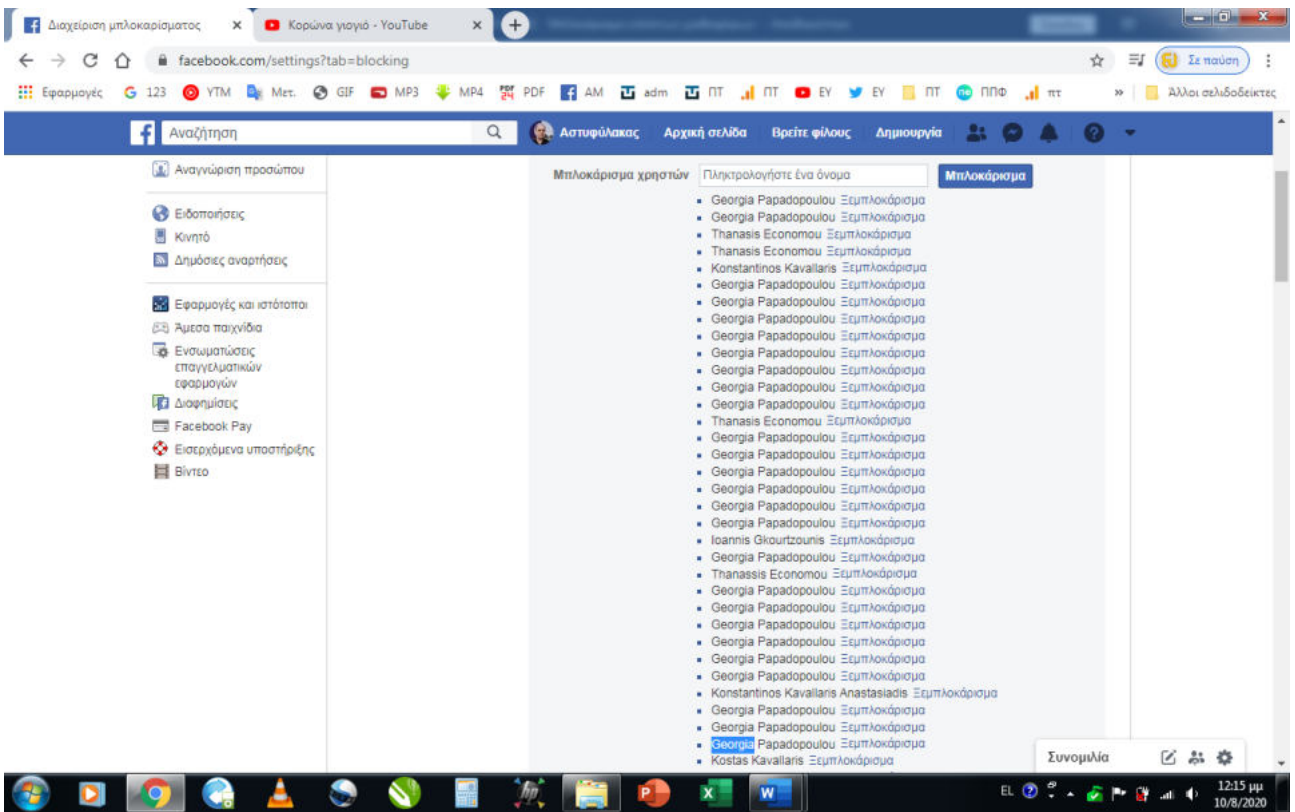 Διαχείριση μπλοκαρίσματος
Κορώνα γιογιό - YouTube
facebook.com/settings?tab=blocking
Σε παύση
Εφαρμογές 123 YTM Μετ. GIF MP3 MP4 PDF AM adm ΠΤ ΠΤ ΕΥ ΕΥ ΠΤ ΠΠΦ πτ » Άλλοι σελιδοδείκτες
Αναζήτηση
Αστυφύλακας Αρχική σελίδα Βρείτε φίλους Δημιουργία
Αναγνώριση προσώπου
Ειδοποιήσεις
Κινητό
Δημόσιες αναρτήσεις
Εφαρμογές και ιστότοποι
Άμεσα παιχνίδια
Ενσωματώσεις
επαγγελματικών
εφαρμογών
Διαφημίσεις
Facebook Pay
Εισερχόμενα υποστήριξης
Βίντεο
Μπλοκάρισμα χρηστών Πληκτρολογήστε ένα όνομα Μπλοκάρισμα
Georgia Papadopoulou Ξεμπλοκάρισμα
Georgia Papadopoulou Ξεμπλοκάρισμα
Thanasis Economou Ξεμπλοκάρισμα
Thanasis Economou Ξεμπλοκάρισμα
Konstantinos Kavallaris Ξεμπλοκάρισμα
Georgia Papadopoulou Ξεμπλοκάρισμα
Georgia Papadopoulou Ξεμπλοκάρισμα
Georgia Papadopoulou Ξεμπλοκάρισμα
Georgia Papadopoulou Ξεμπλοκάρισμα
Georgia Papadopoulou Ξεμπλοκάρισμα
Georgia Papadopoulou Ξεμπλοκάρισμα
Georgia Papadopoulou Ξεμπλοκάρισμα
Georgia Papadopoulou Ξεμπλοκάρισμα
Thanasis Economou Ξεμπλοκάρισμα
Georgia Papadopoulou Ξεμπλοκάρισμα
Georgia Papadopoulou Ξεμπλοκάρισμα
Georgia Papadopoulou Ξεμπλοκάρισμα
Georgia Papadopoulou Ξεμπλοκάρισμα
Georgia Papadopoulou Ξεμπλοκάρισμα
Georgia Papadopoulou Ξεμπλοκάρισμα
Ioannis Gkourtzounis Ξεμπλοκάρισμα
Georgia Papadopoulou Ξεμπλοκάρισμα
Thanassis Economou Ξεμπλοκάρισμα
Georgia Papadopoulou Ξεμπλοκάρισμα
Georgia Papadopoulou Ξεμπλοκάρισμα
Georgia Papadopoulou Ξεμπλοκάρισμα
Georgia Papadopoulou Ξεμπλοκάρισμα
Georgia Papadopoulou Ξεμπλοκάρισμα
Georgia Papadopoulou Ξεμπλοκάρισμα
Konstantinos Kavallaris Anastasiadis Ξεμπλοκάρισμα
Georgia Papadopoulou Ξεμπλοκάρισμα
Georgia Papadopoulou Ξεμπλοκάρισμα
Georgia Papadopoulou Ξεμπλοκάρισμα
Kostas Kavallaris Ξεμπλοκάρισμα
Συνομιλία
EL 12:15 μμ
10/8/2020